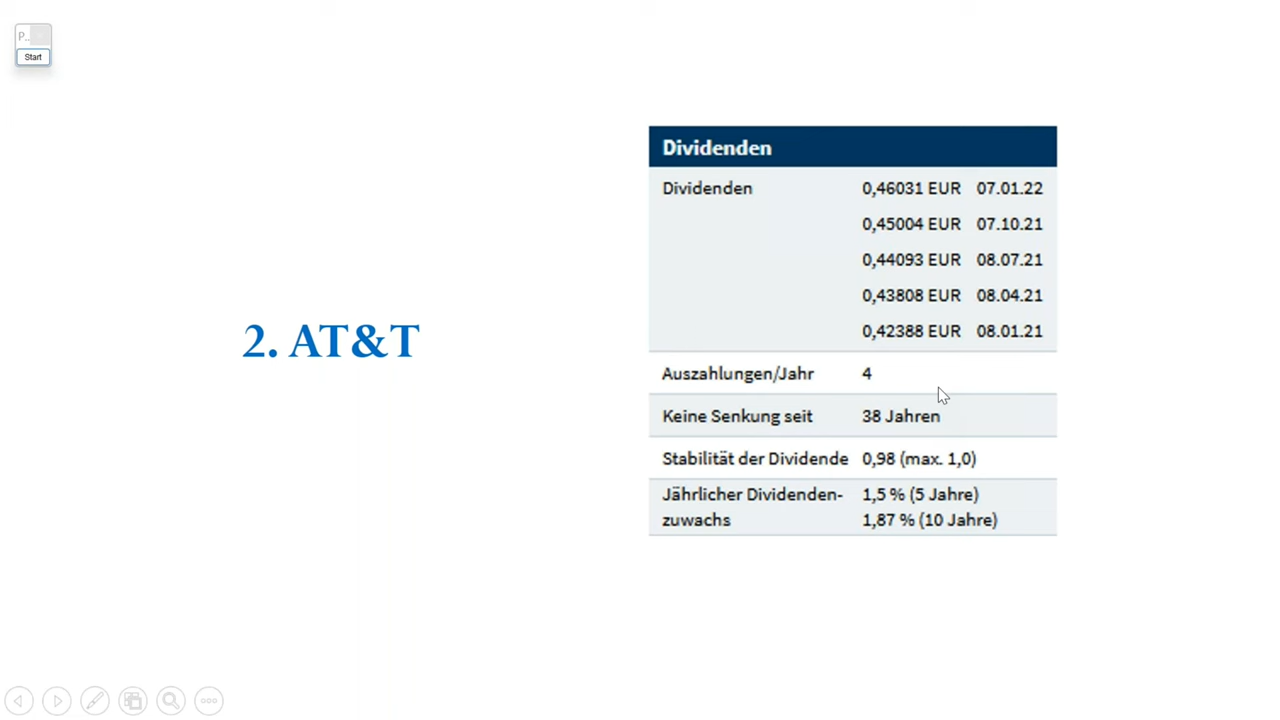 P..
Start
Dividenden
Dividenden 0,46031 EUR 07.01.22
0,45004 EUR 07.10.21
0,44093 EUR 08.07.21
0,43808 EUR 08.04.21
0,42388 EUR 08.01.21
2. AT&T
Auszahlungen/Jahr 4
Keine Senkung seit 38 Jahren
Stabilität der Dividende 0,98 (max. 1,0)
Jährlicher Dividenden- 1,5 % (5 Jahre)
zuwachs 1,87 % (10 Jahre)